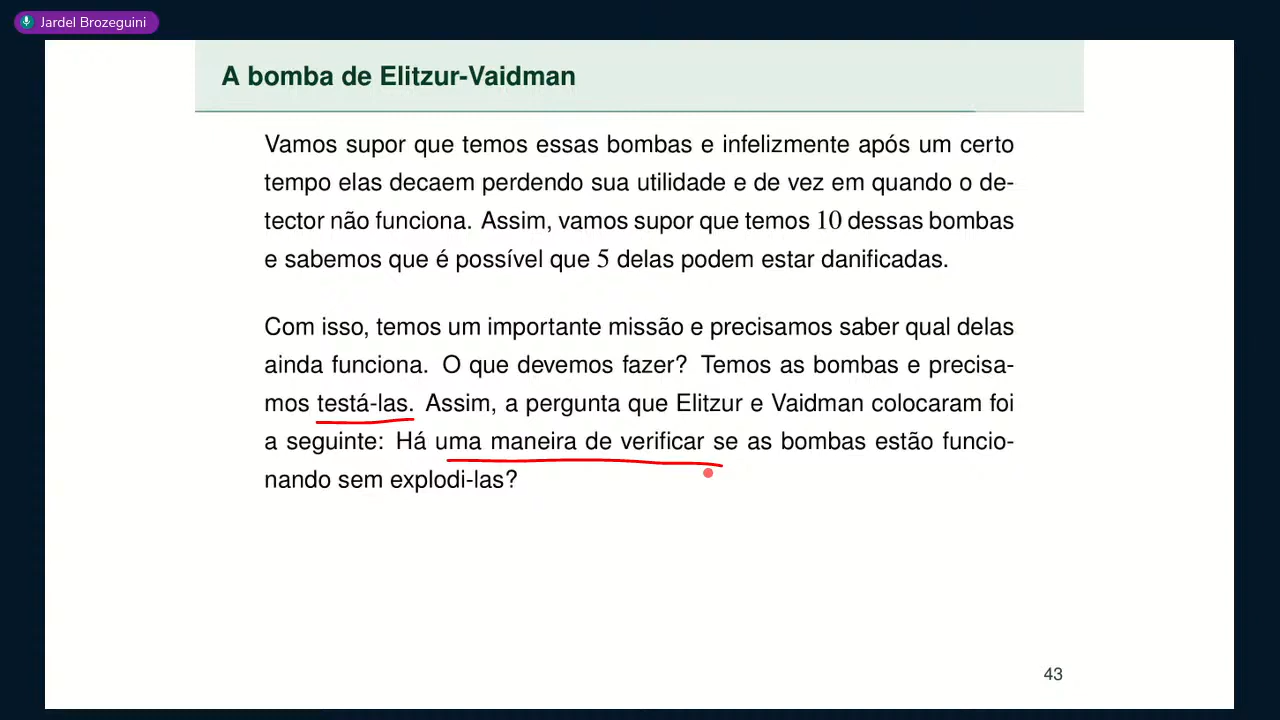 Jardel Brozeguini
A bomba de Elitzur-Vaidman
Vamos supor que temos essas bombas e infelizmente após um certo
tempo elas decaem perdendo sua utilidade e de vez em quando o de-
tector não funciona. Assim, vamos supor que temos 10 dessas bombas
e sabemos que é possível que 5 delas podem estar danificadas.
Com isso, temos um importante missão e precisamos saber qual delas
ainda funciona. O que devemos fazer? Temos as bombas e precisa-
mos testá-las. Assim, a pergunta que Elitzur e Vaidman colocaram foi
a seguinte: Há uma maneira de verificar se as bombas estão funcio-
nando sem explodi-las?
43